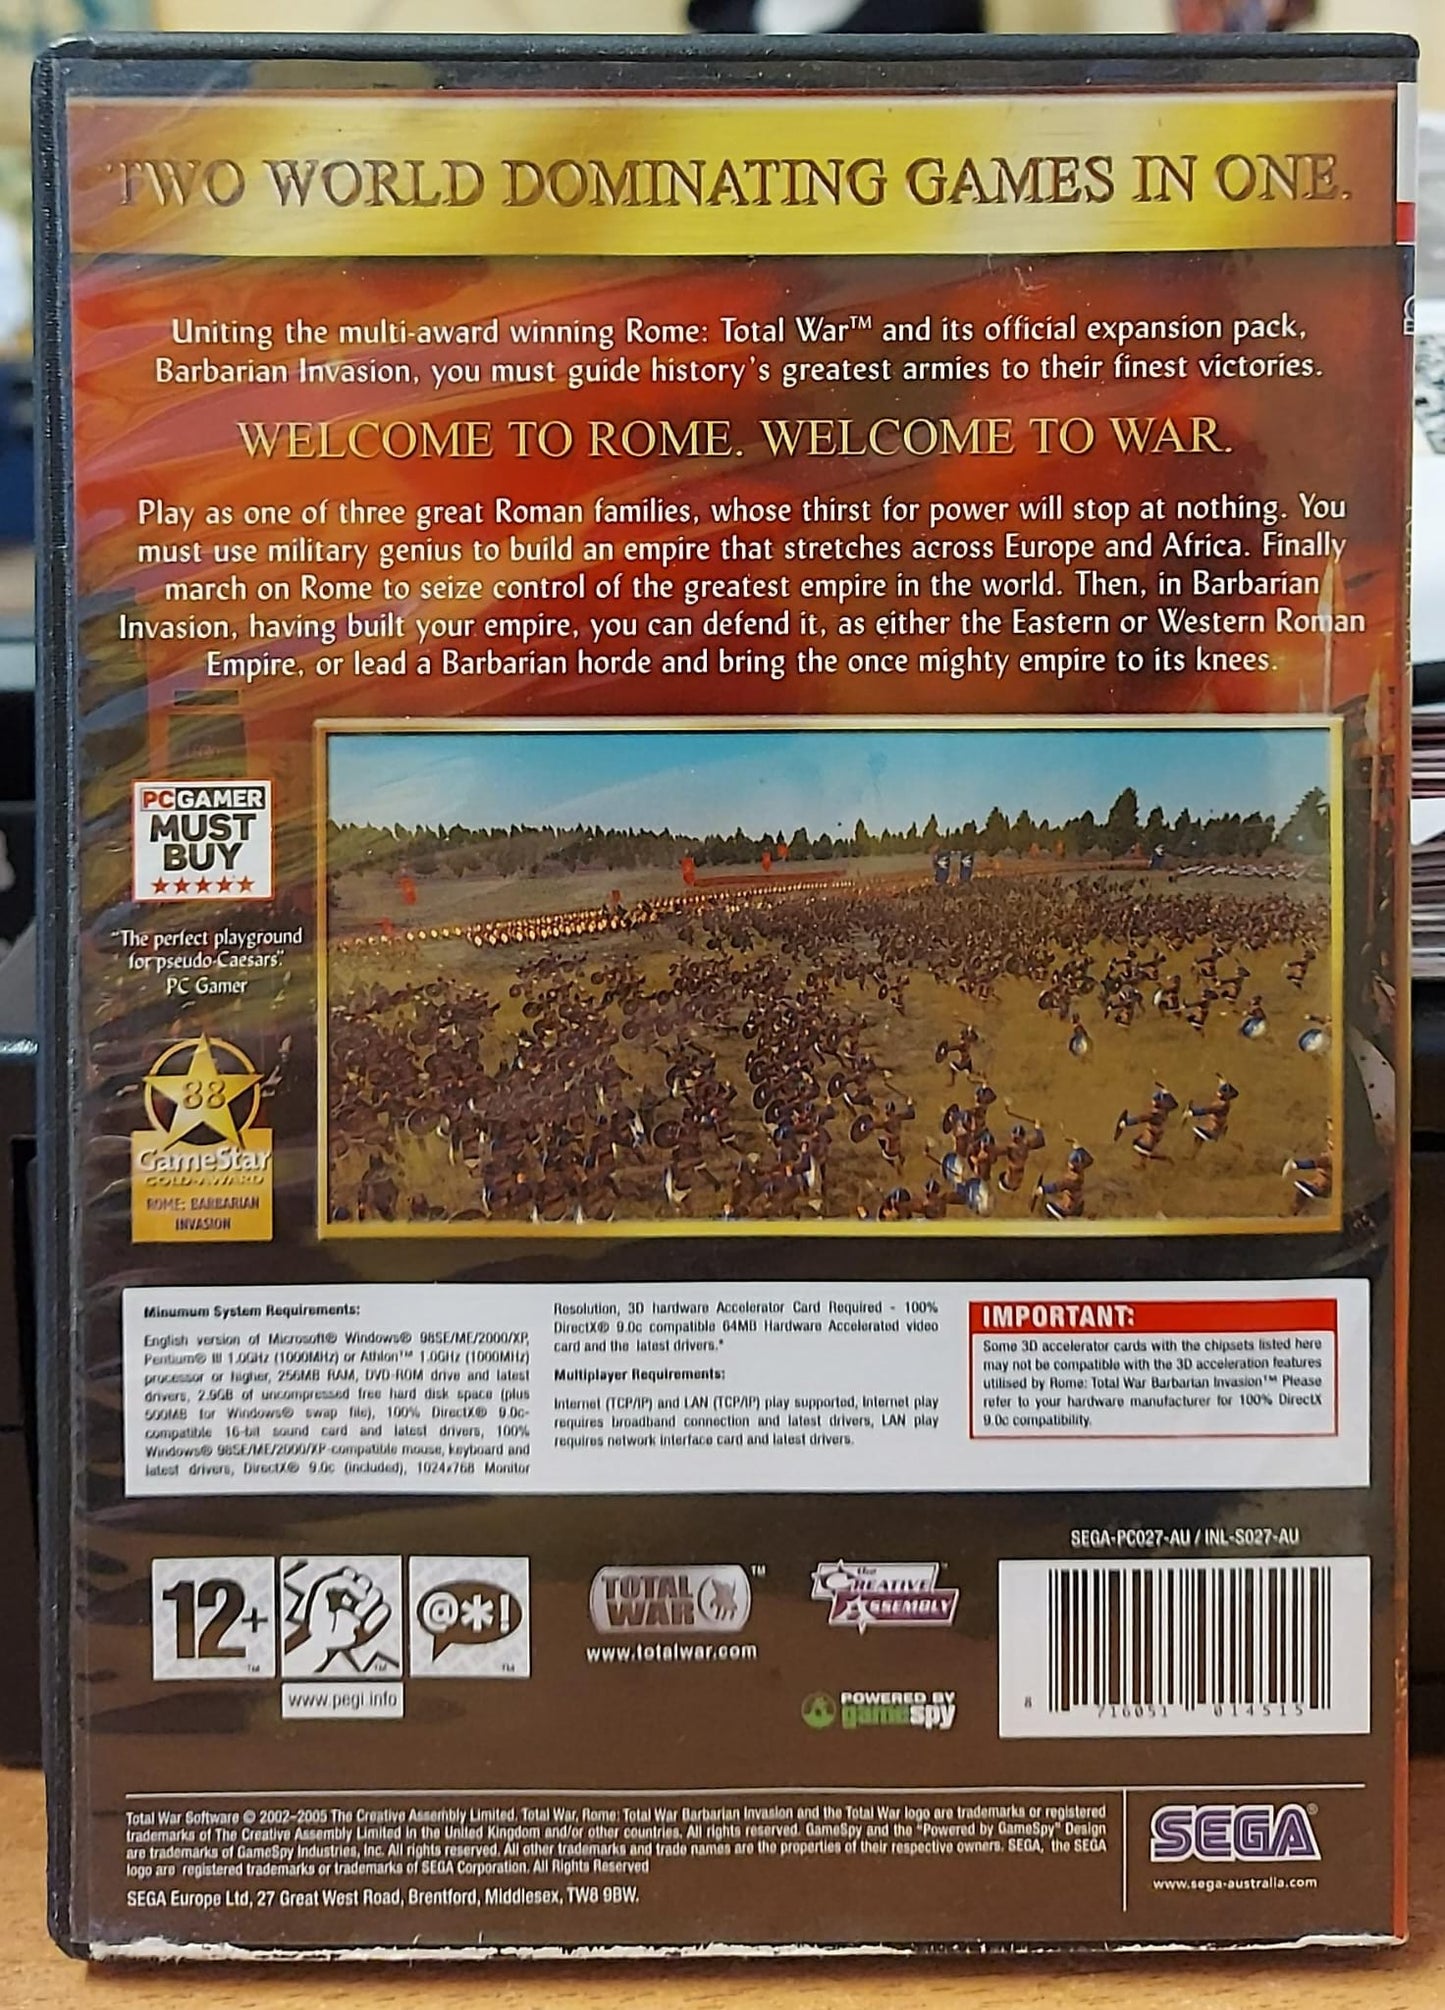 TWO WORLD DOMINATING GAMES IN ONE.
Uniting the multi-award winning Rome: Total War™ and its official expansion pack,
Barbarian Invasion, you must guide history's greatest armies to their finest victories.
WELCOME TO ROME. WELCOME TO WAR.
Play as one of three great Roman families, whose thirst for power will stop at nothing. You
must use military genius to build an empire that stretches across Europe and Africa. Finally
march on Rome to seize control of the greatest empire in the world. Then, in Barbarian
Invasion, having built your empire, you can defend it, as either the Eastern or Western Roman
Empire, or lead a Barbarian horde and bring the once mighty empire to its knees.
PCGAMER
MUST
BUY
"The perfect playground
for pseudo-Caesars".
PC Gamer
88
GameStar
GOLD-AWARD
ROME: BARBARIAN
INVASION
Minumum System Requirements:
English version of Microsoft® Windows® 98SE/ME/2000/XP,
Pentium® III 1.0GHz (1000MHz) or Athlon™ 1.0GHz (1000MHz)
processor or higher, 256MB RAM, DVD-ROM drive and latest
drivers, 2.9GB of uncompressed free hard disk space (plus
500MB for Windows® swap file), 100% DirectX® 9.0c-
compatible 16-bit sound card and latest drivers, 100%
Windows® 98SE/ME/2000/XP-compatible mouse, keyboard and
latest drivers, DirectX® 9.0c (included), 1024x768 Monitor
Resolution, 3D hardware Accelerator Card Required - 100%
DirectX® 9.0c compatible 64MB Hardware Accelerated video
card and the latest drivers.*
Multiplayer Requirements:
Internet (TCP/IP) and LAN (TCP/IP) play supported, Internet play
requires broadband connection and latest drivers, LAN play
requires network interface card and latest drivers.
IMPORTANT:
Some 3D accelerator cards with the chipsets listed here
may not be compatible with the 3D acceleration features
utilised by Rome: Total War Barbarian Invasion™ Please
refer to your hardware manufacturer for 100% DirectX
9.0c compatibility.
SEGA-PC027-AU / INL-S027-AU
12+™
™
@*!™
www.pegi.info
TOTAL
WAR™
www.totalwar.com
the
CREATIVE
ASSEMBLY
POWERED BY
gamespy
8 716051 014515
Total War Software © 2002–2005 The Creative Assembly Limited. Total War, Rome: Total War Barbarian Invasion and the Total War logo are trademarks or registered
trademarks of The Creative Assembly Limited in the United Kingdom and/or other countries. All rights reserved. GameSpy and the "Powered by GameSpy" Design
are trademarks of GameSpy Industries, Inc. All rights reserved. All other trademarks and trade names are the properties of their respective owners. SEGA, the SEGA
logo are registered trademarks or trademarks of SEGA Corporation. All Rights Reserved
SEGA Europe Ltd, 27 Great West Road, Brentford, Middlesex, TW8 9BW.
SEGA®
www.sega-australia.com